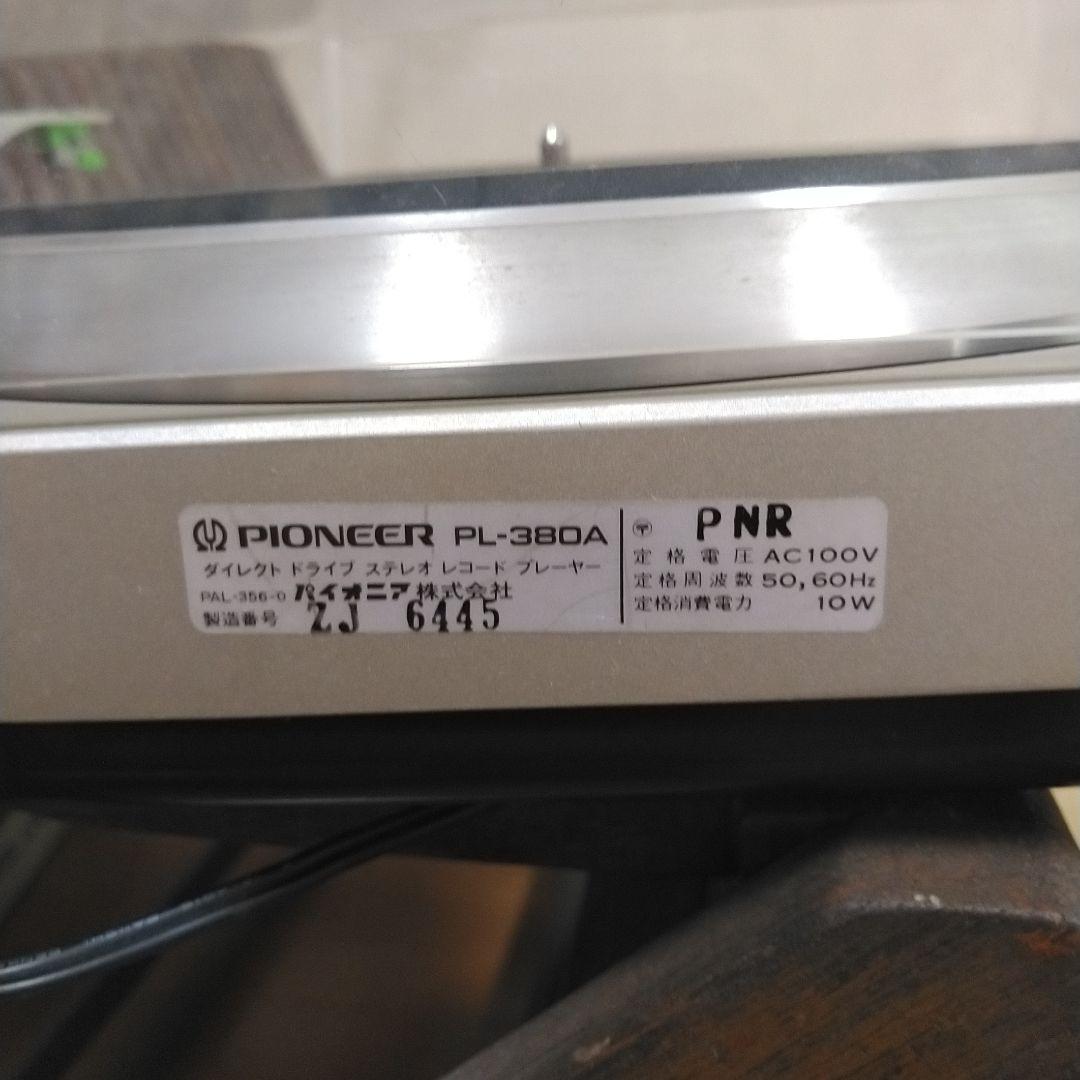 PIONEER PL-380A
ダイレクト ドライブ ステレオ レコード プレーヤー
PAL-356-0 パイオニア株式会社
製造番号 ZJ 6445
〒 PNR
定格電圧 AC100V
定格周波数 50,60Hz
定格消費電力 10W